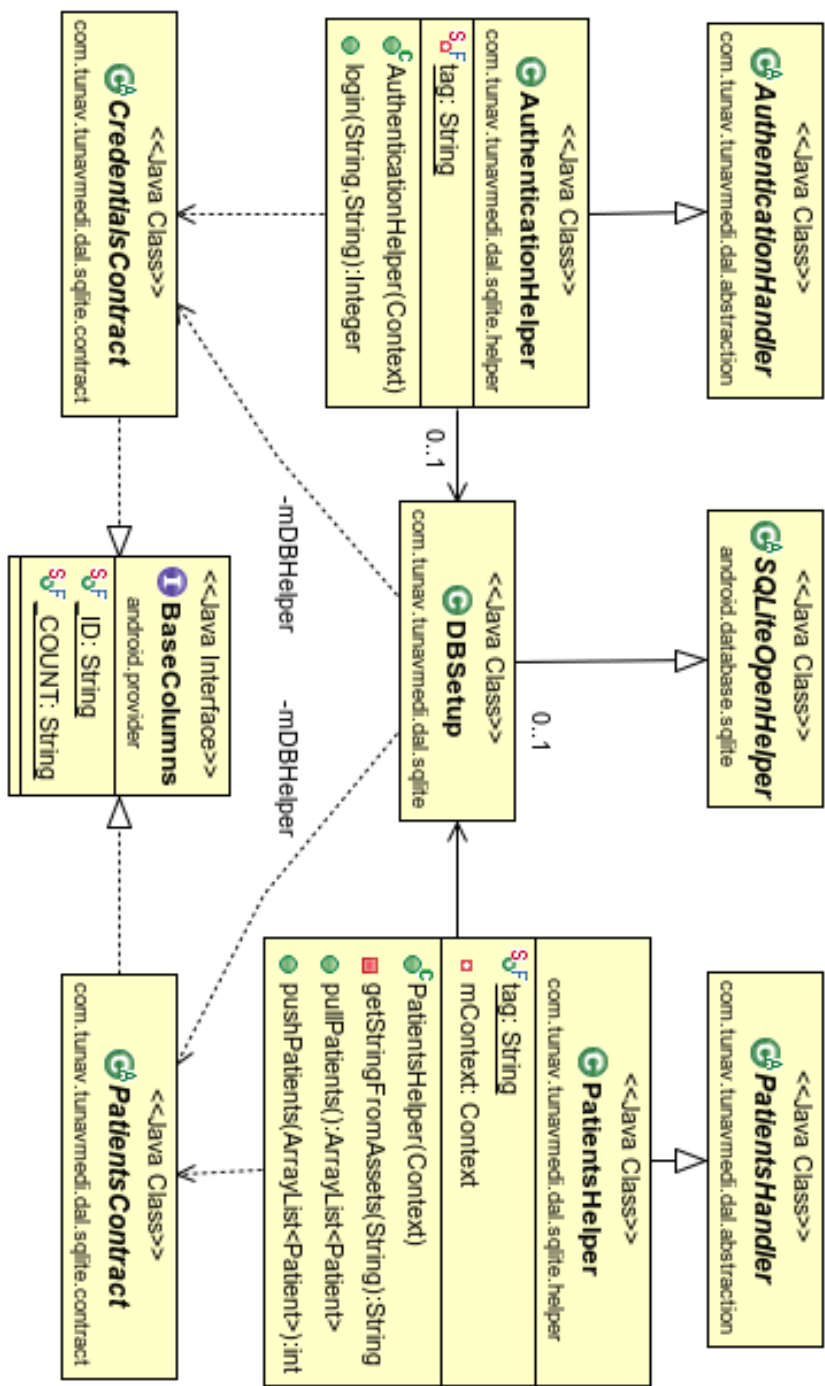 <<Java Class>>
AuthenticationHandler
com.tunav.tunavmedi.dal.abstraction
<<Java Class>>
SQLiteOpenHelper
android.database.sqlite
<<Java Class>>
PatientsHandler
com.tunav.tunavmedi.dal.abstraction
<<Java Class>>
AuthenticationHelper
com.tunav.tunavmedi.dal.sqlite.helper
tag: String
AuthenticationHelper(Context)
login(String,String):Integer
0..1
<<Java Class>>
DBSetup
com.tunav.tunavmedi.dal.sqlite
0..1
<<Java Class>>
PatientsHelper
com.tunav.tunavmedi.dal.sqlite.helper
tag: String
mContext: Context
PatientsHelper(Context)
getStringFromAssets(String):String
pullPatients():ArrayList<Patient>
pushPatients(ArrayList<Patient>):int
-mDBHelper
-mDBHelper
<<Java Class>>
CredentialsContract
com.tunav.tunavmedi.dal.sqlite.contract
<<Java Interface>>
BaseColumns
android.provider
_ID: String
_COUNT: String
<<Java Class>>
PatientsContract
com.tunav.tunavmedi.dal.sqlite.contract